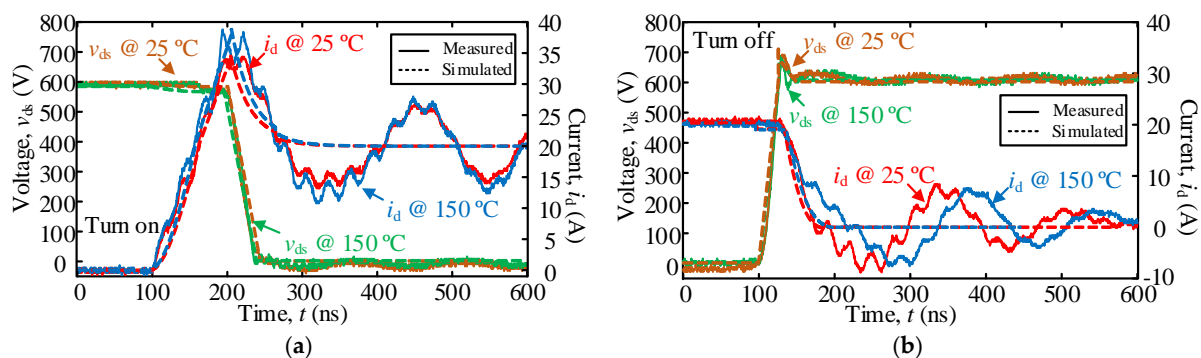 800
700
600
500
400
300
200
100
0
Voltage, vds (V)
vds @ 25 ºC
id @ 25 ºC
Measured
Simulated
Turn on
id @ 150 ºC
vds @ 150 ºC
40
35
30
25
20
15
10
5
0
Current, id (A)
0 100 200 300 400 500 600
Time, t (ns)
(a)
800
700
600
500
400
300
200
100
0
Voltage, vds (V)
Turn off
vds @ 25 ºC
vds @ 150 ºC
Measured
Simulated
id @ 25 ºC
id @ 150 ºC
40
30
20
10
0
-10
Current, id (A)
0 100 200 300 400 500 600
Time, t (ns)
(b)